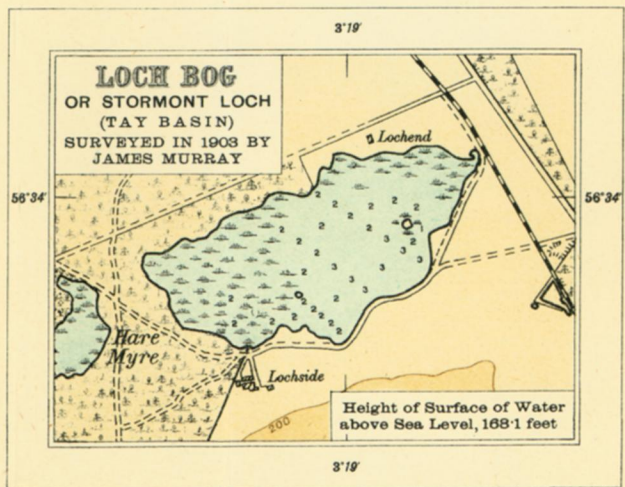 3°19'
LOCH BOG
OR STORMONT LOCH
(TAY BASIN)
SURVEYED IN 1903 BY
JAMES MURRAY
Lochend
56°34' 56°34'
Hare
Myre
Lochside
200
Height of Surface of Water
above Sea Level, 168·1 feet
3°19'